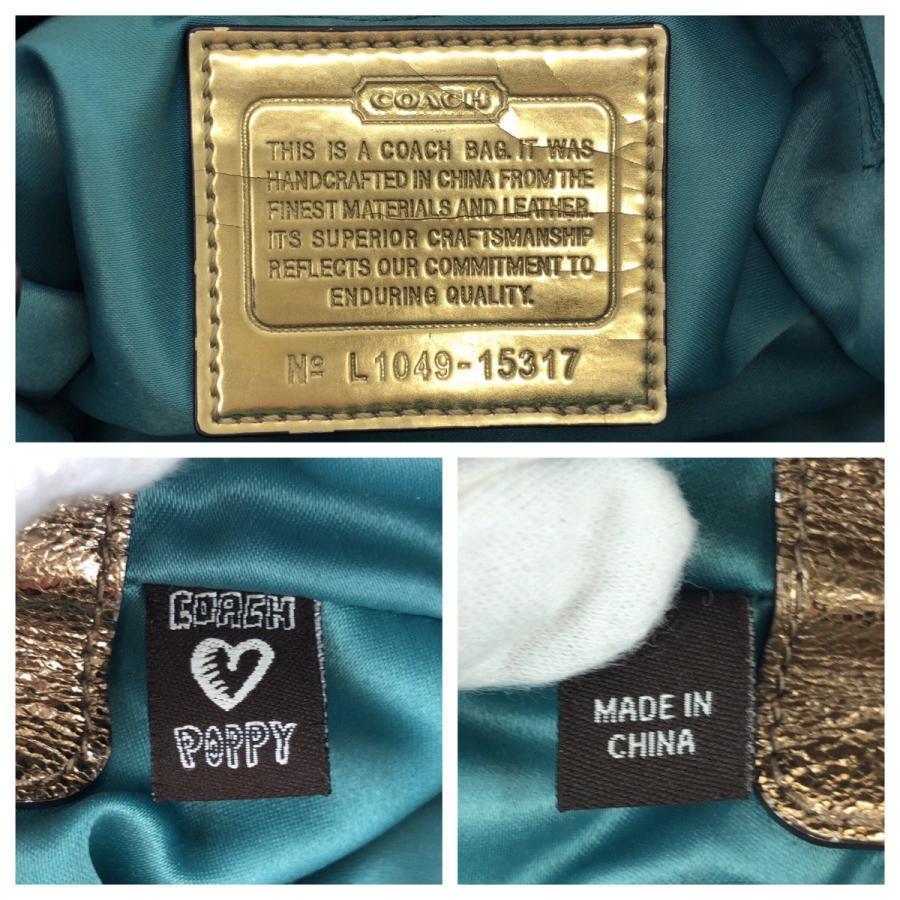 COACH
THIS IS A COACH BAG. IT WAS
HANDCRAFTED IN CHINA FROM THE
FINEST MATERIALS AND LEATHER.
ITS SUPERIOR CRAFTSMANSHIP
REFLECTS OUR COMMITMENT TO
ENDURING QUALITY.
Nº L1049-15317
COACH
POPPY
MADE IN
CHINA